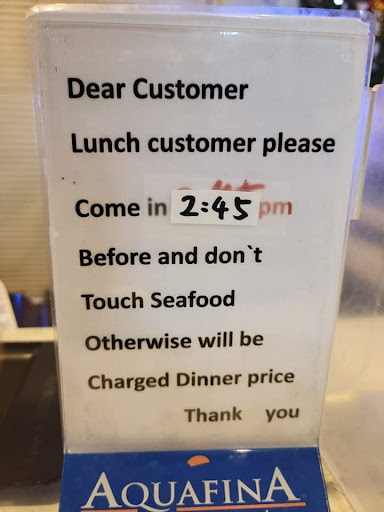 Dear Customer
Lunch customer please
Come in 2:45 pm
Before and don`t
Touch Seafood
Otherwise will be
Charged Dinner price
Thank you
AQUAFINA